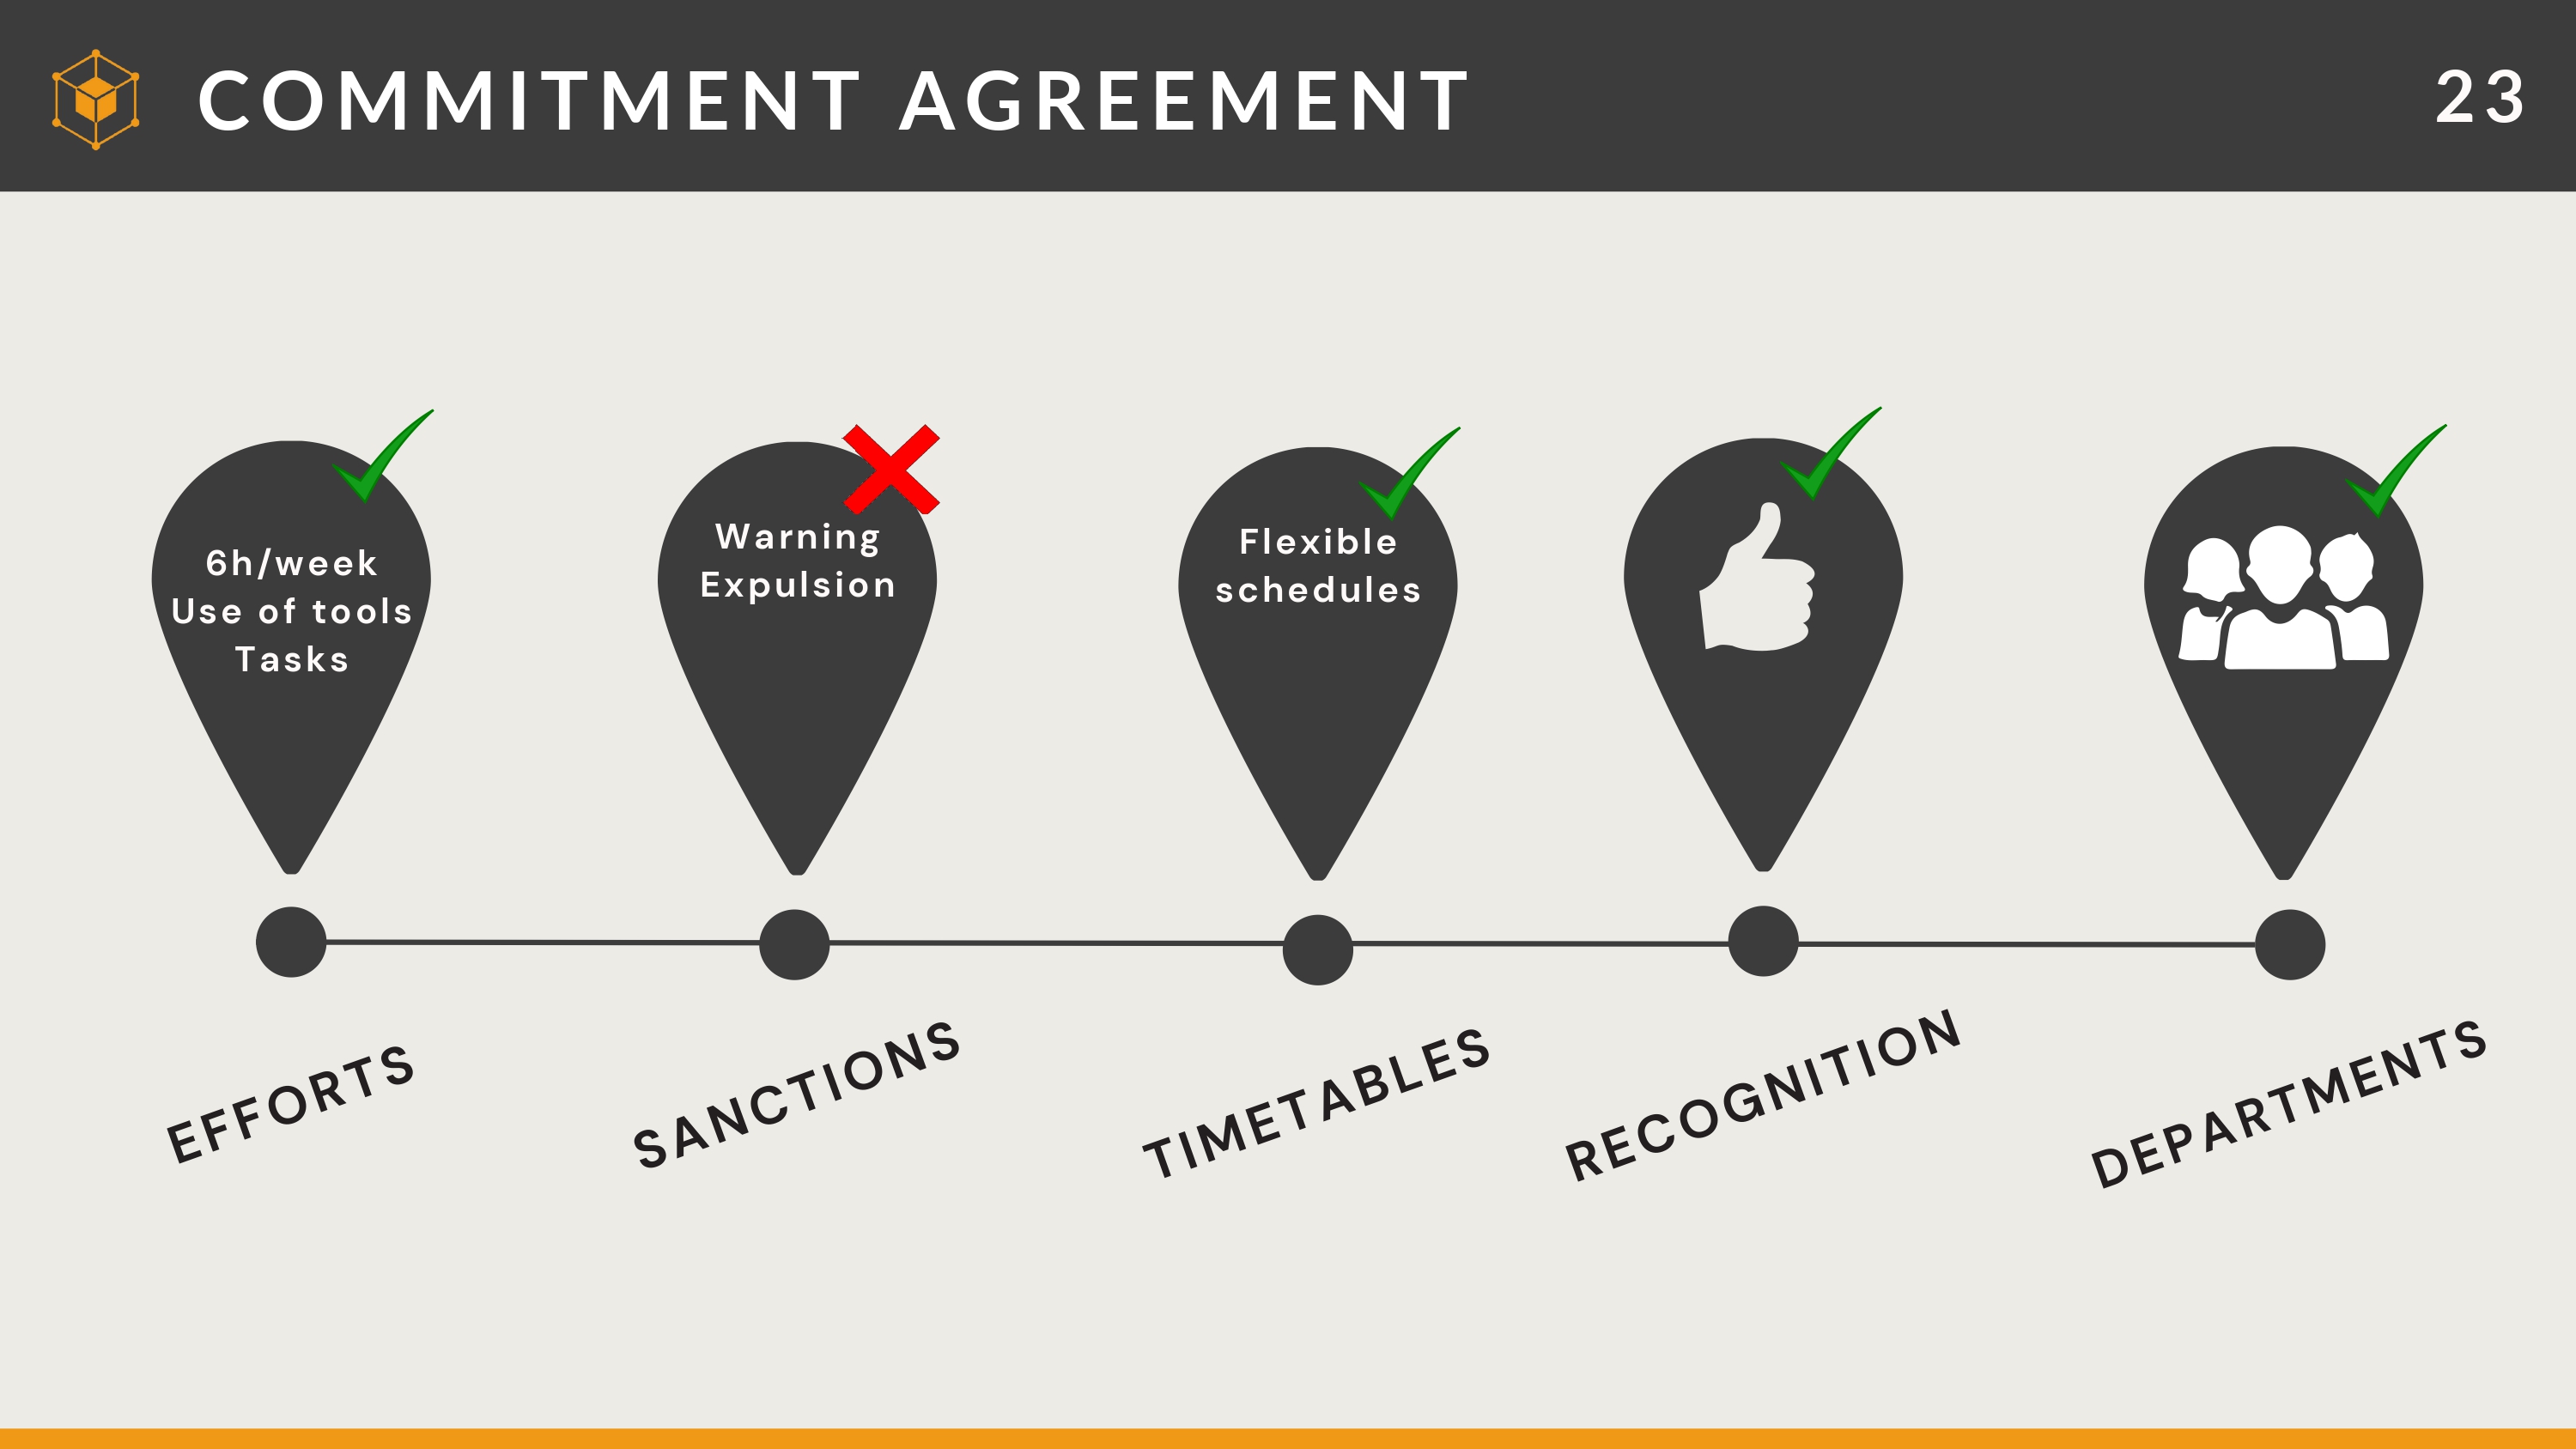 COMMITMENT AGREEMENT
23
6h/week
Use of tools
Tasks
Warning
Expulsion
Flexible
schedules
EFFORTS
SANCTIONS
TIMETABLES
RECOGNITION
DEPARTMENTS